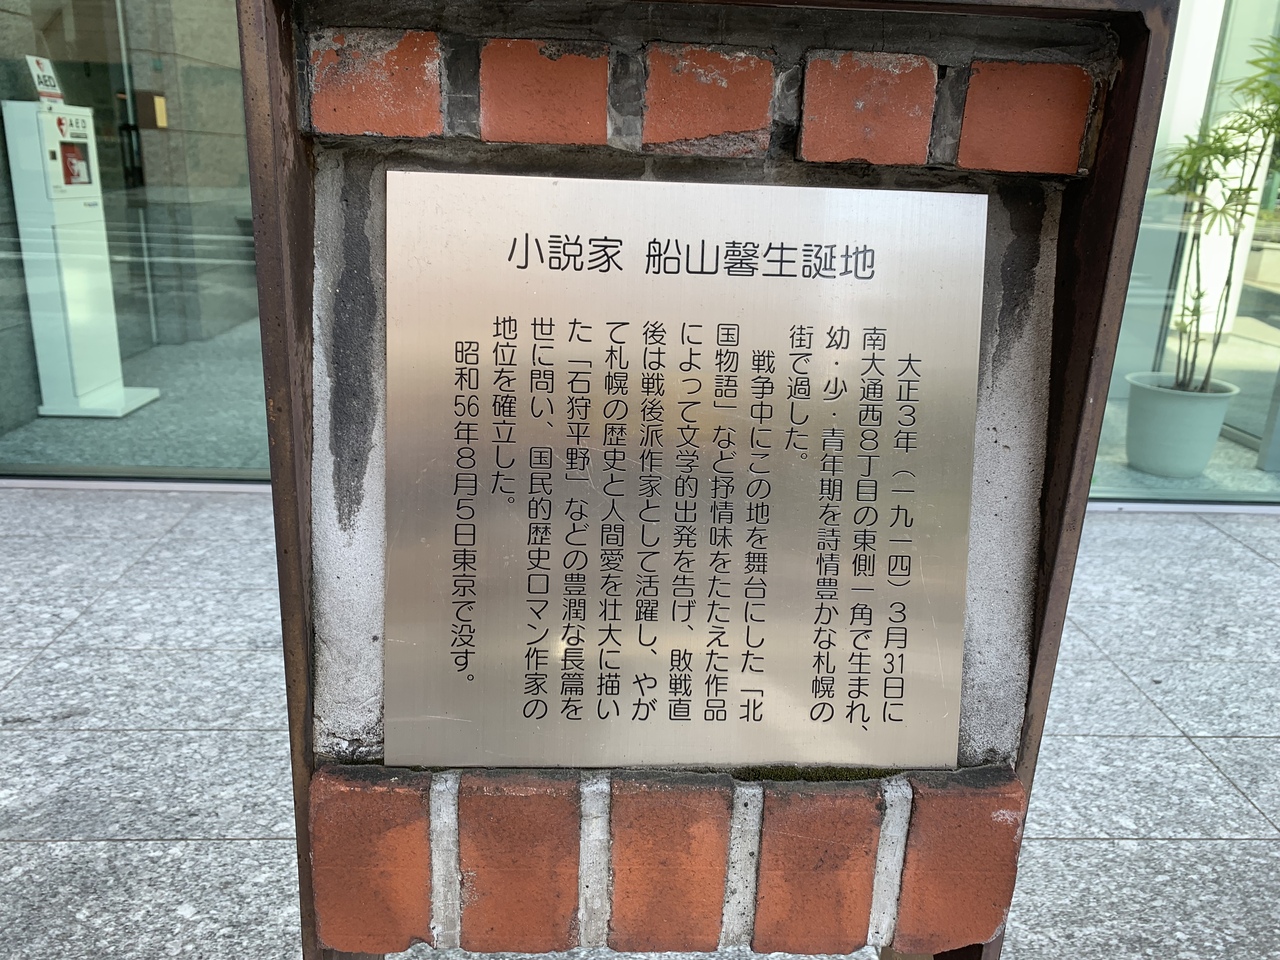 小説家 船山馨生誕地
大正3年（一九一四）3月31日に
南大通西8丁目の東側一角で生まれ、
幼・少・青年期を詩情豊かな札幌の
街で過した。
戦争中にこの地を舞台にした「北
国物語」など抒情味をたたえた作品
によって文学的出発を告げ、敗戦直
後は戦後派作家として活躍し、やが
て札幌の歴史と人間愛を壮大に描い
た「石狩平野」などの豊潤な長篇を
世に問い、国民的歴史ロマン作家の
地位を確立した。
昭和56年8月5日東京で没す。
AED
AED